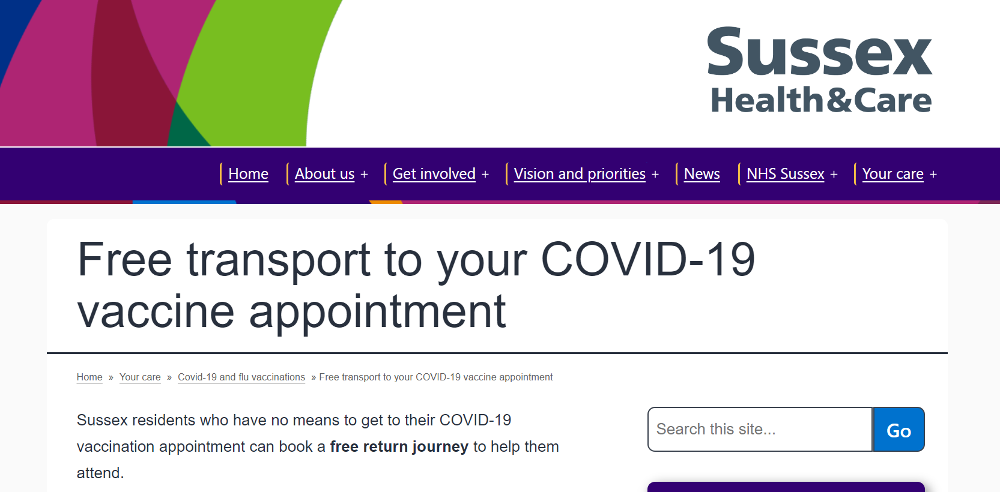 Sussex
Health&Care
Home
About us +
Get involved +
Vision and priorities +
News
NHS Sussex +
Your care +
Free transport to your COVID-19
vaccine appointment
Home » Your care » Covid-19 and flu vaccinations » Free transport to your COVID-19 vaccine appointment
Sussex residents who have no means to get to their COVID-19
vaccination appointment can book a free return journey to help them
attend.
Search this site...
Go